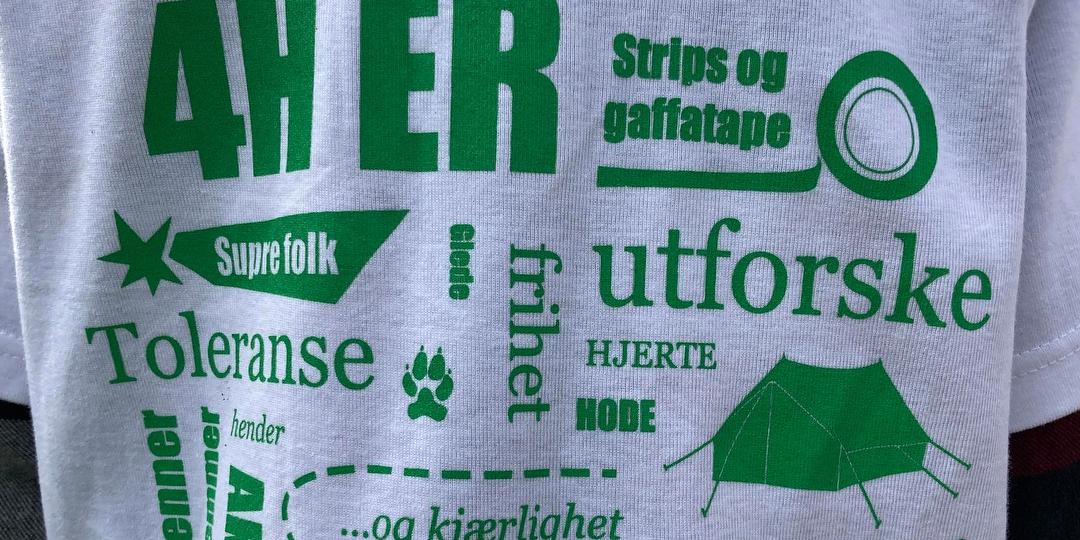 4H ER
Strips og
gaffatape
Supre folk
Glede
frihet
utforske
Toleranse
HJERTE
HODE
hender
...og kjærlighet